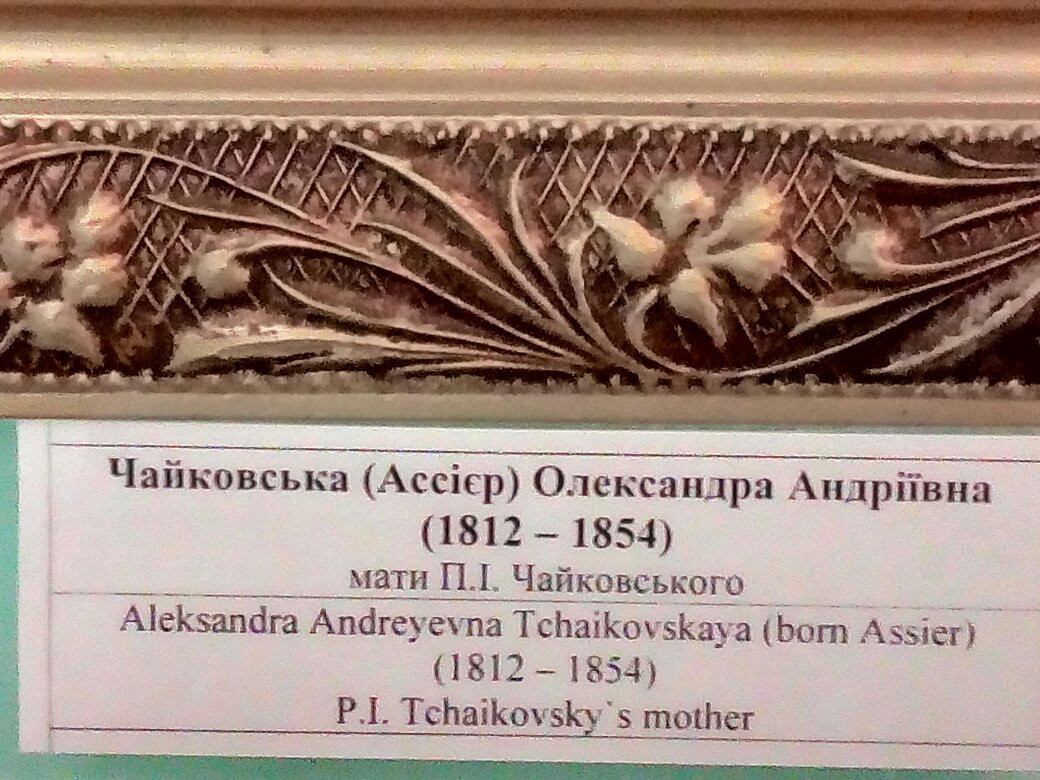 Чайковська (Ассієр) Олександра Андріївна
(1812 – 1854)
мати П.І. Чайковського
Aleksandra Andreyevna Tchaikovskaya (born Assier)
(1812 – 1854)
P.I. Tchaikovsky`s mother